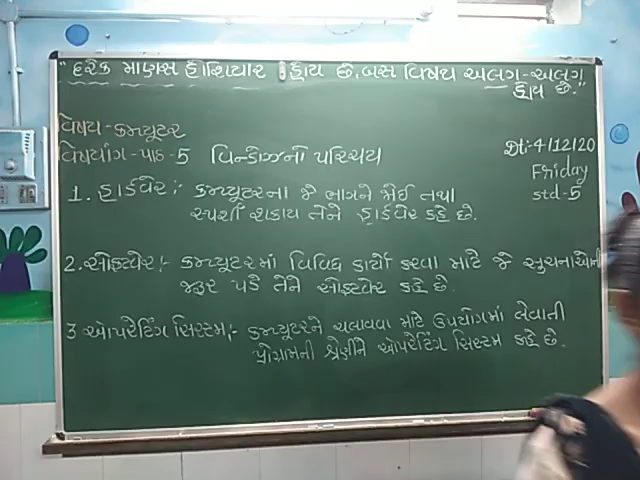 "હરેક માણસ હોશિયાર હોય છે. બસ વિષય અલગ-અલગ
હોય છે."
વિષય-કમ્પ્યૂટર
વિષયાંગ-પાઠ-5 વિન્ડોઝનો પરિચય
Dt:-4/12/20
Friday
std-5
1. હાર્ડવેર:- કમ્પ્યૂટરના જે ભાગને જોઈ તથા
સ્પર્શી શકાય તેને હાર્ડવેર કહે છે.
2. સોફ્ટવેર:- કમ્પ્યૂટરમાં વિવિધ કાર્યો કરવા માટે જે સુચનાઓની
જરૂર પડે તેને સોફ્ટવેર કહે છે.
3 ઓપરેટિંગ સિસ્ટમ:- કમ્પ્યૂટરને ચલાવવા માટે ઉપયોગમાં લેવાતી
પ્રોગ્રામની શ્રેણીને ઓપરેટિંગ સિસ્ટમ કહે છે.